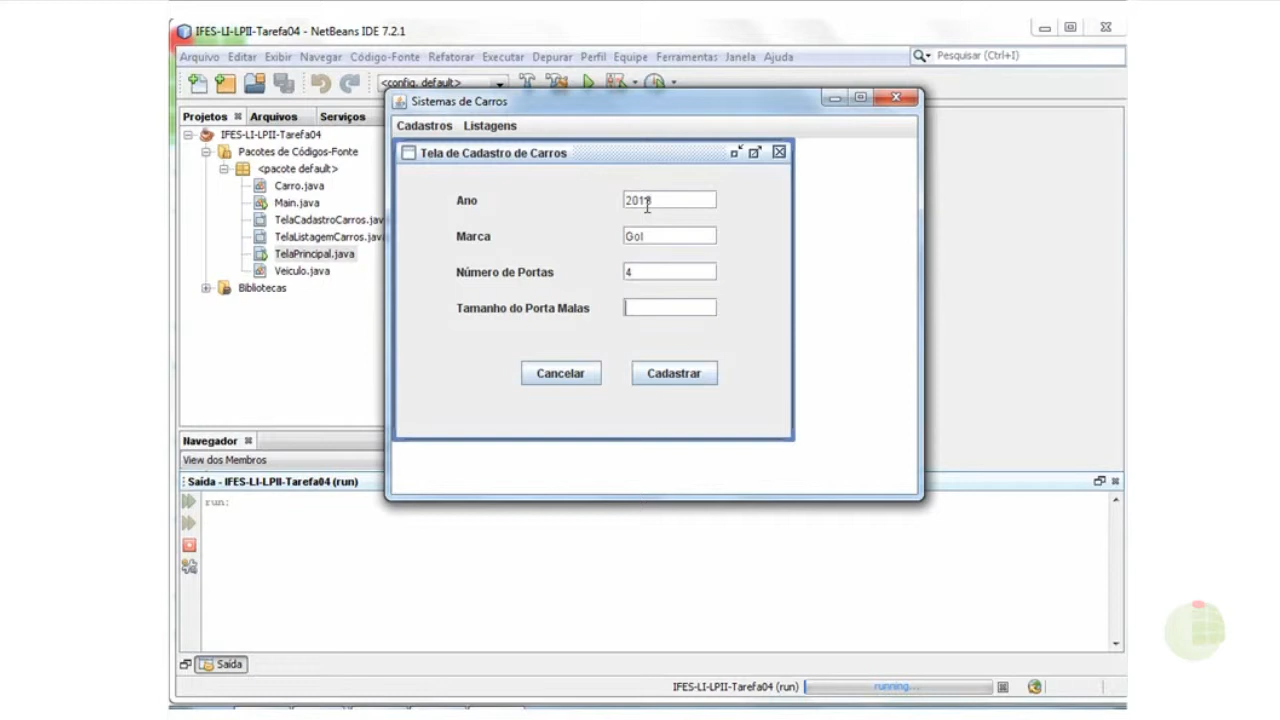 IFES-LI-LPII-Tarefa04 - NetBeans IDE 7.2.1
Arquivo Editar Exibir Navegar Código-Fonte Refatorar Executar Depurar Perfil Equipe Ferramentas Janela Ajuda
Pesquisar (Ctrl+I)
<config. default>
Sistemas de Carros
Cadastros Listagens
Projetos Arquivos Serviços
IFES-LI-LPII-Tarefa04
Pacotes de Códigos-Fonte
<pacote default>
Carro.java
Main.java
TelaCadastroCarros.jav
TelaListagemCarros.jav
TelaPrincipal.java
Veiculo.java
Bibliotecas
Tela de Cadastro de Carros
Ano
Marca Gol
Número de Portas 4
Tamanho do Porta Malas
Cancelar Cadastrar
Navegador
View dos Membros
Saída - IFES-LI-LPII-Tarefa04 (run)
run:
Saída
IFES-LI-LPII-Tarefa04 (run) running...